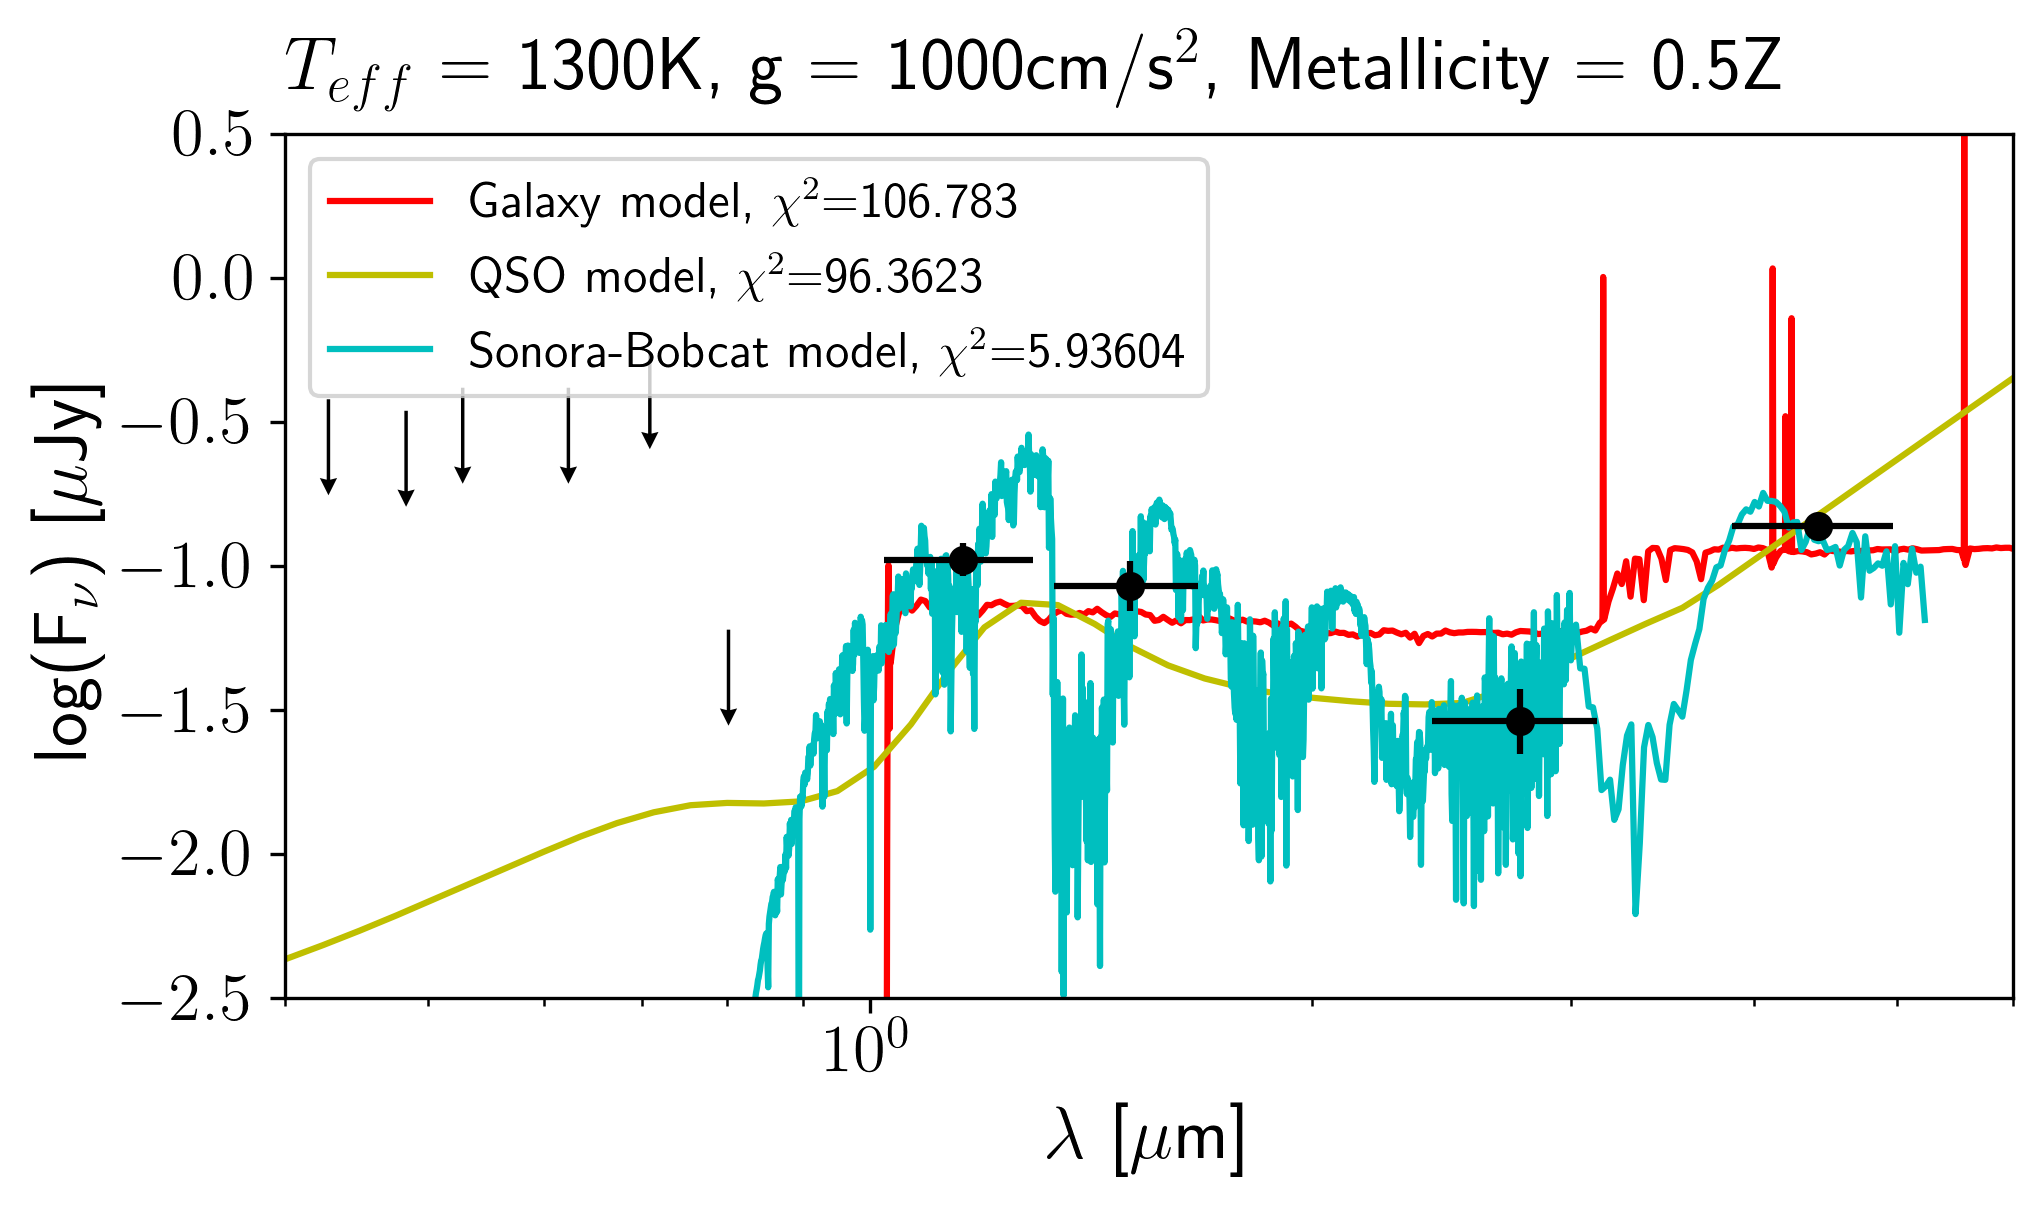 T_eff = 1300K, g = 1000cm/s², Metallicity = 0.5Z
Galaxy model, χ²=106.783
QSO model, χ²=96.3623
Sonora-Bobcat model, χ²=5.93604
log(F_ν) [μJy]
0.5
0.0
−0.5
−1.0
−1.5
−2.0
−2.5
10⁰
λ [μm]